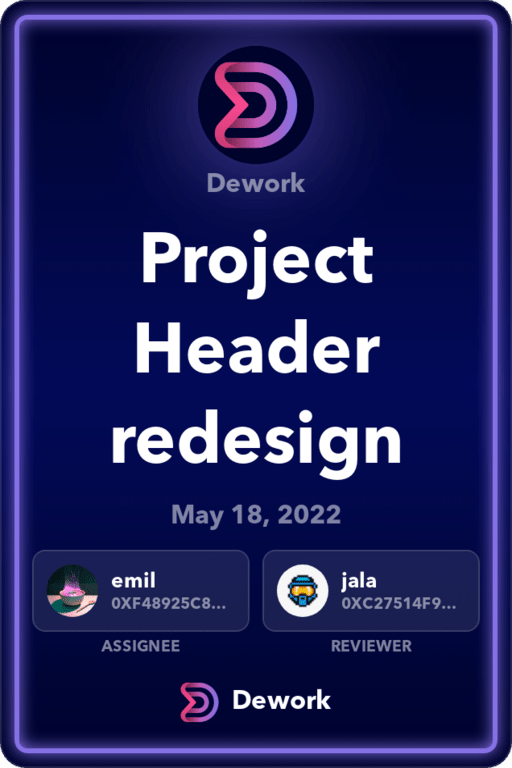 Dework
Project
Header
redesign
May 18, 2022
emil
0XF48925C8...
jala
0XC27514F9...
ASSIGNEE
REVIEWER
Dework